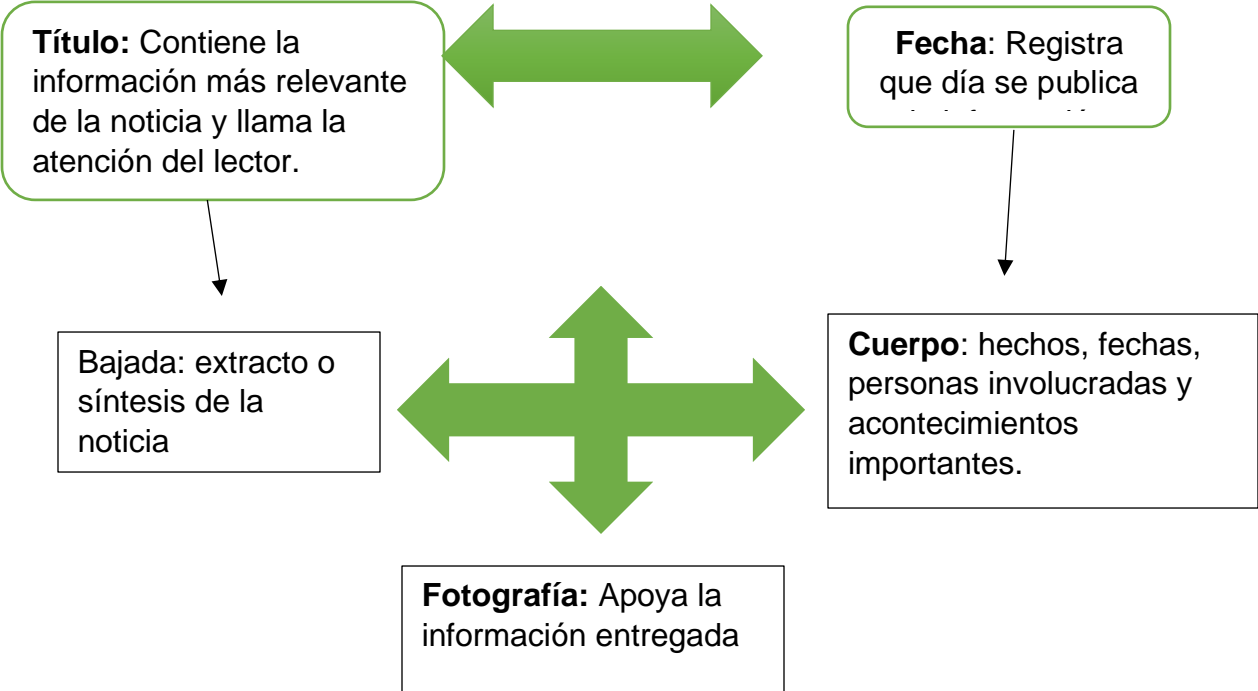 Título: Contiene la
información más relevante
de la noticia y llama la
atención del lector.
Fecha: Registra
que día se publica
Bajada: extracto o
síntesis de la
noticia
Cuerpo: hechos, fechas,
personas involucradas y
acontecimientos
importantes.
Fotografía: Apoya la
información entregada